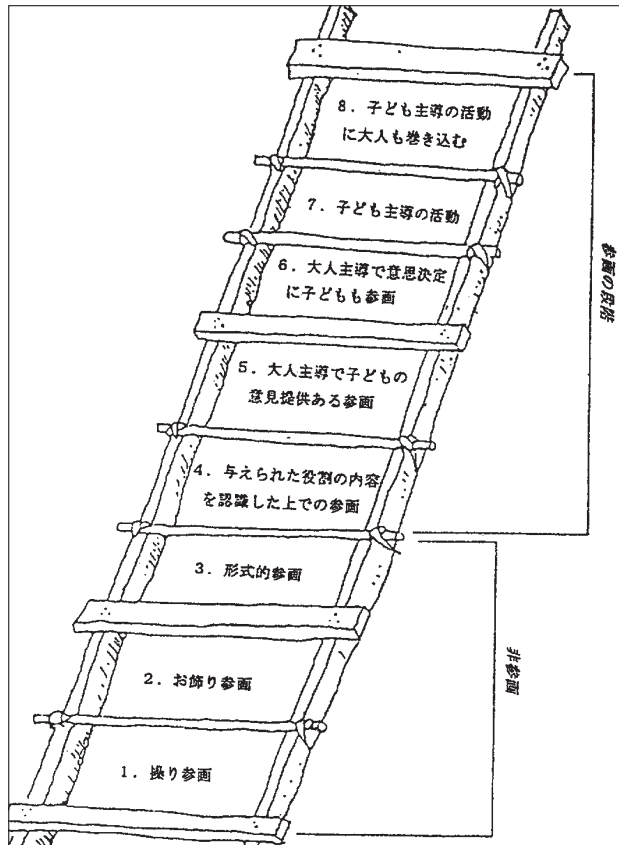 8．子ども主導の活動
に大人も巻き込む
7．子ども主導の活動
6．大人主導で意思決定
に子どもも参画
5．大人主導で子どもの
意見提供ある参画
4．与えられた役割の内容
を認識した上での参画
3．形式的参画
2．お飾り参画
1．操り参画
参画の段階
非参画